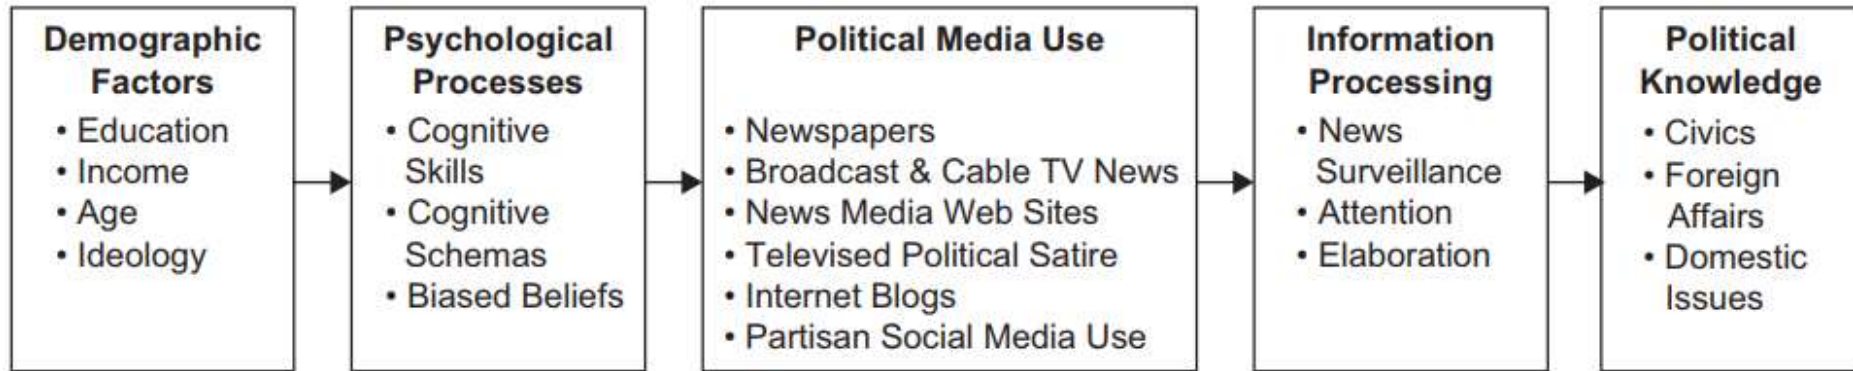 Demographic
Factors
• Education
• Income
• Age
• Ideology
Psychological
Processes
• Cognitive
Skills
• Cognitive
Schemas
• Biased Beliefs
Political Media Use
• Newspapers
• Broadcast & Cable TV News
• News Media Web Sites
• Televised Political Satire
• Internet Blogs
• Partisan Social Media Use
Information
Processing
• News
Surveillance
• Attention
• Elaboration
Political
Knowledge
• Civics
• Foreign
Affairs
• Domestic
Issues